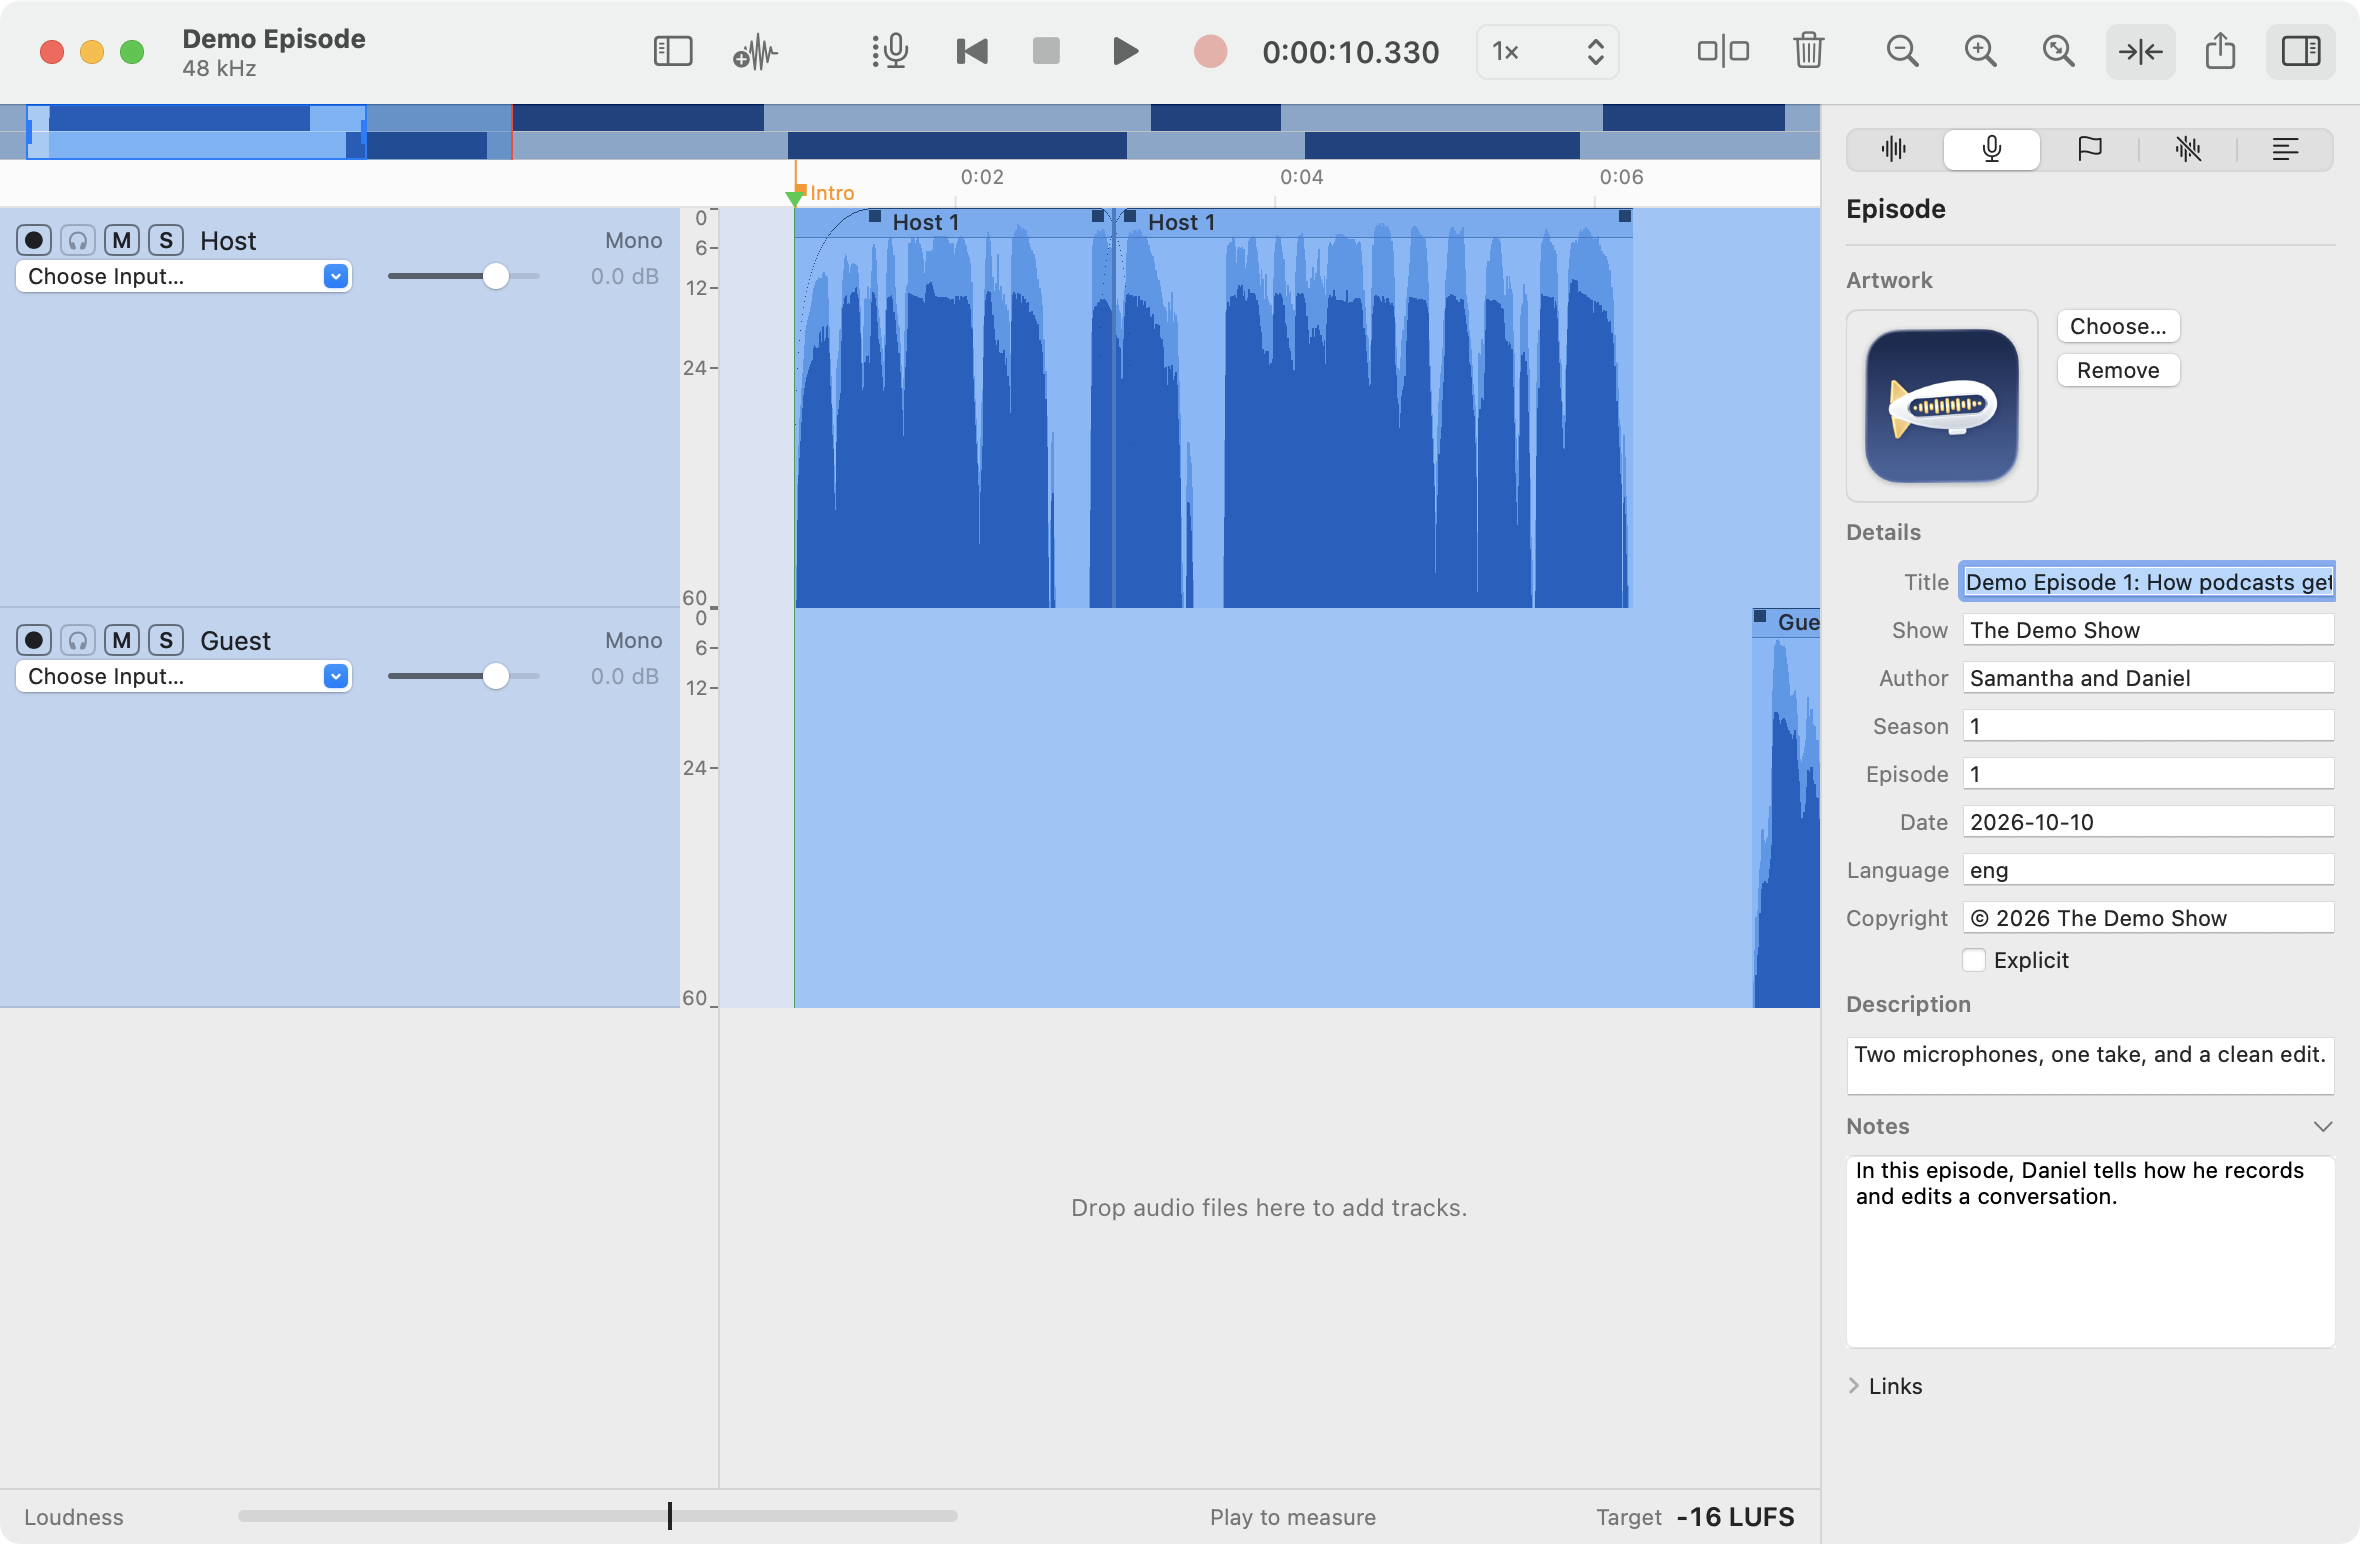 Demo Episode
48 kHz
0:00:10.330
1×
0:02
0:04
0:06
Intro
M
S
Host
Mono
Choose Input...
0.0 dB
0
6
12
24
60
Host 1
Host 1
M
S
Guest
Mono
Choose Input...
0.0 dB
0
6
12
24
60
Gue
Drop audio files here to add tracks.
Loudness
Play to measure
Target -16 LUFS
Episode
Artwork
Choose...
Remove
Details
Title Demo Episode 1: How podcasts get
Show The Demo Show
Author Samantha and Daniel
Season 1
Episode 1
Date 2026-10-10
Language eng
Copyright © 2026 The Demo Show
Explicit
Description
Two microphones, one take, and a clean edit.
Notes
In this episode, Daniel tells how he records
and edits a conversation.
Links